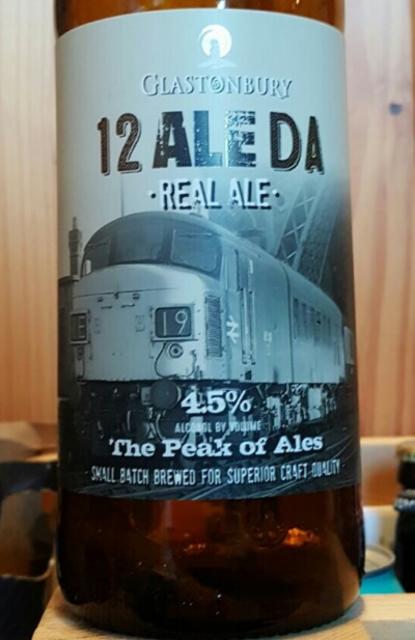 GLASTONBURY
12 ALE DA
·REAL ALE·
19
4.5%
ALCOHOL BY VOLUME
The Peak of Ales
SMALL BATCH BREWED FOR SUPERIOR CRAFT QUALITY